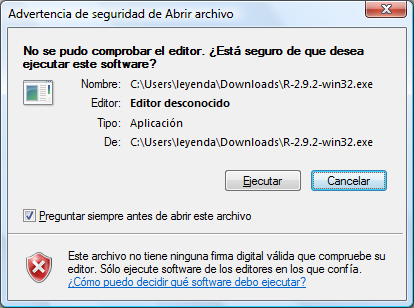 Advertencia de seguridad de Abrir archivo
No se pudo comprobar el editor. ¿Está seguro de que desea
ejecutar este software?
Nombre: C:\Users\leyenda\Downloads\R-2.9.2-win32.exe
Editor: Editor desconocido
Tipo: Aplicación
De: C:\Users\leyenda\Downloads\R-2.9.2-win32.exe
Ejecutar Cancelar
Preguntar siempre antes de abrir este archivo
Este archivo no tiene ninguna firma digital válida que compruebe su
editor. Sólo ejecute software de los editores en los que confía.
¿Cómo puedo decidir qué software debo ejecutar?